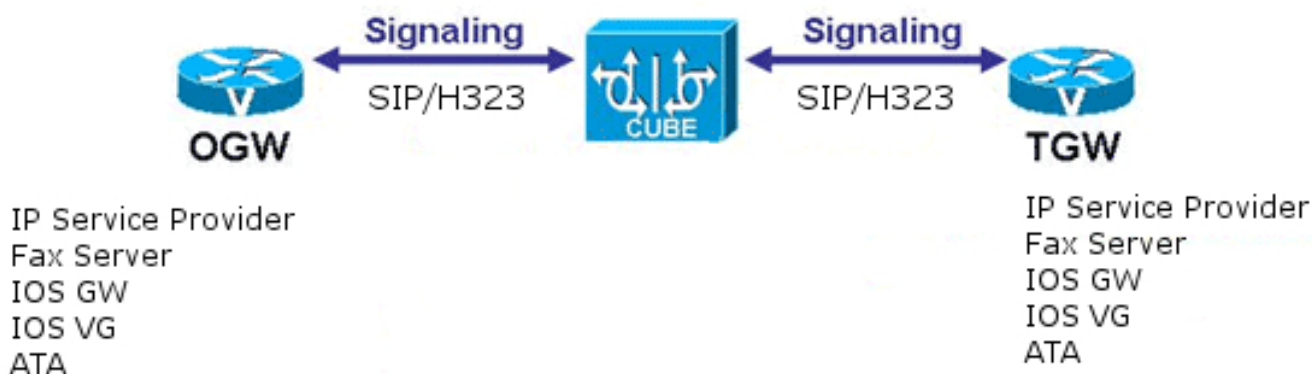 Signaling
SIP/H323
Signaling
SIP/H323
V
OGW
CUBE
V
TGW
IP Service Provider
Fax Server
IOS GW
IOS VG
ATA
IP Service Provider
Fax Server
IOS GW
IOS VG
ATA